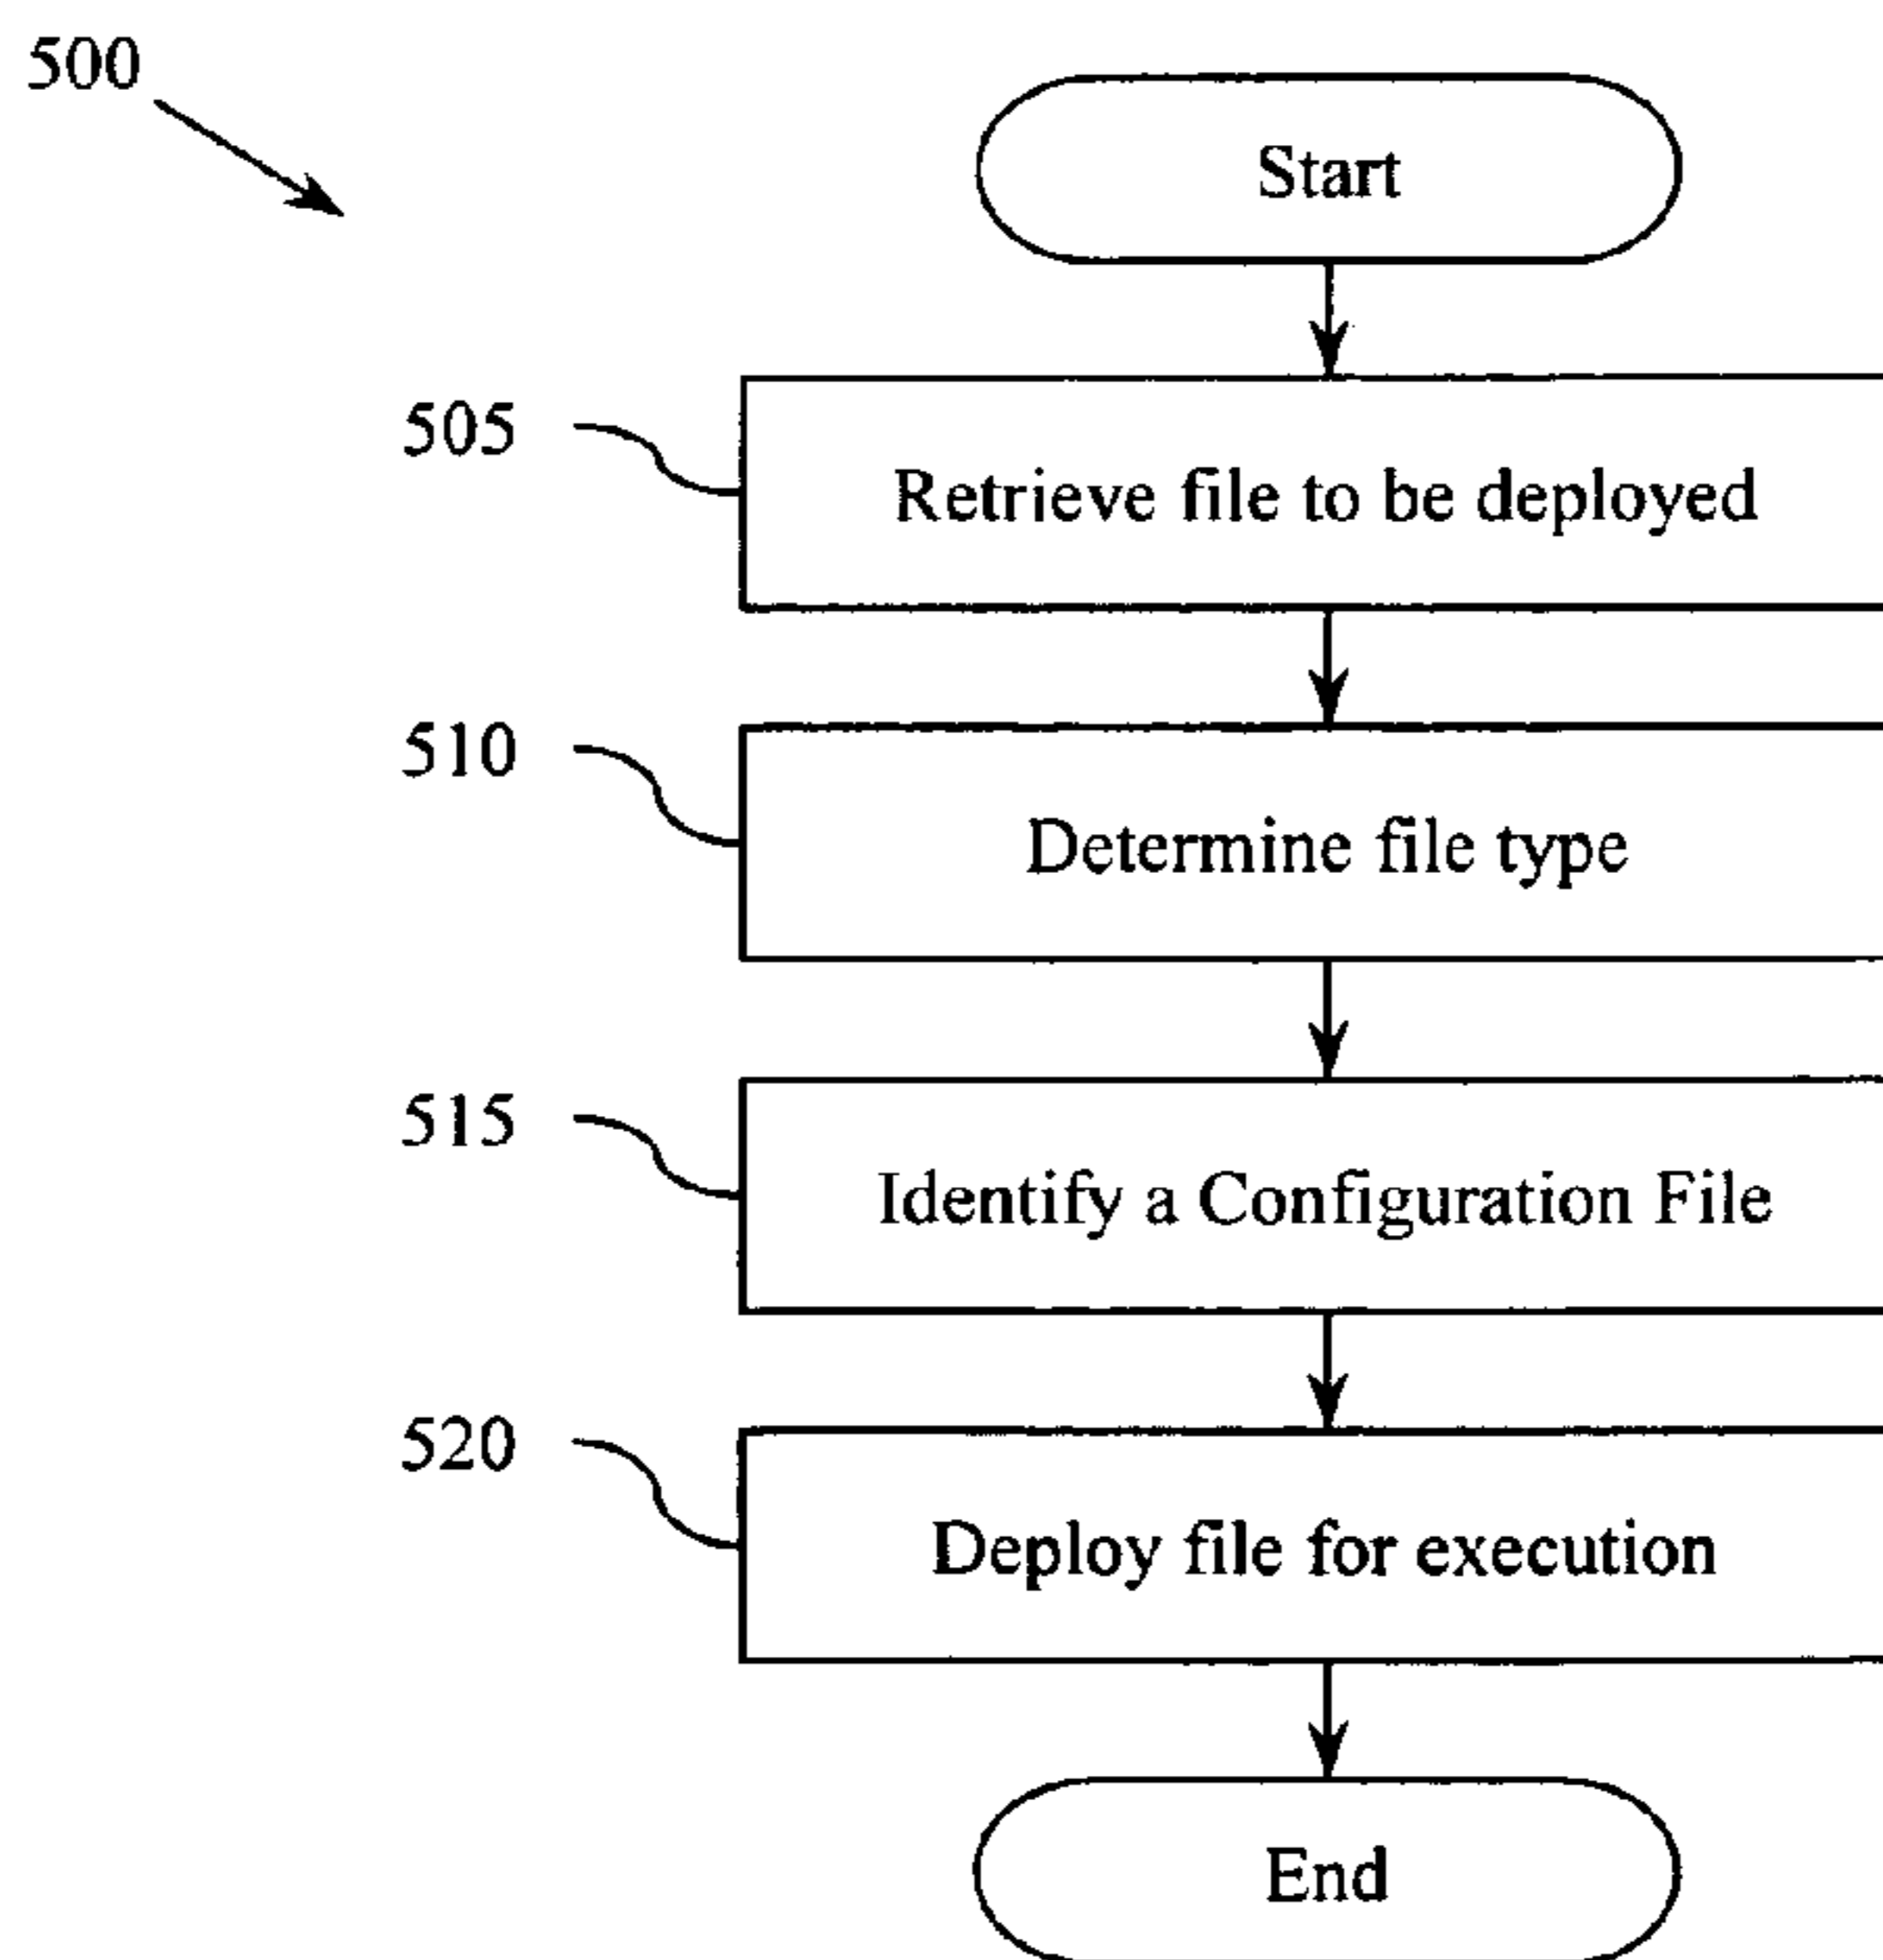 500
Start
505
Retrieve file to be deployed
510
Determine file type
515
Identify a Configuration File
520
Deploy file for execution
End